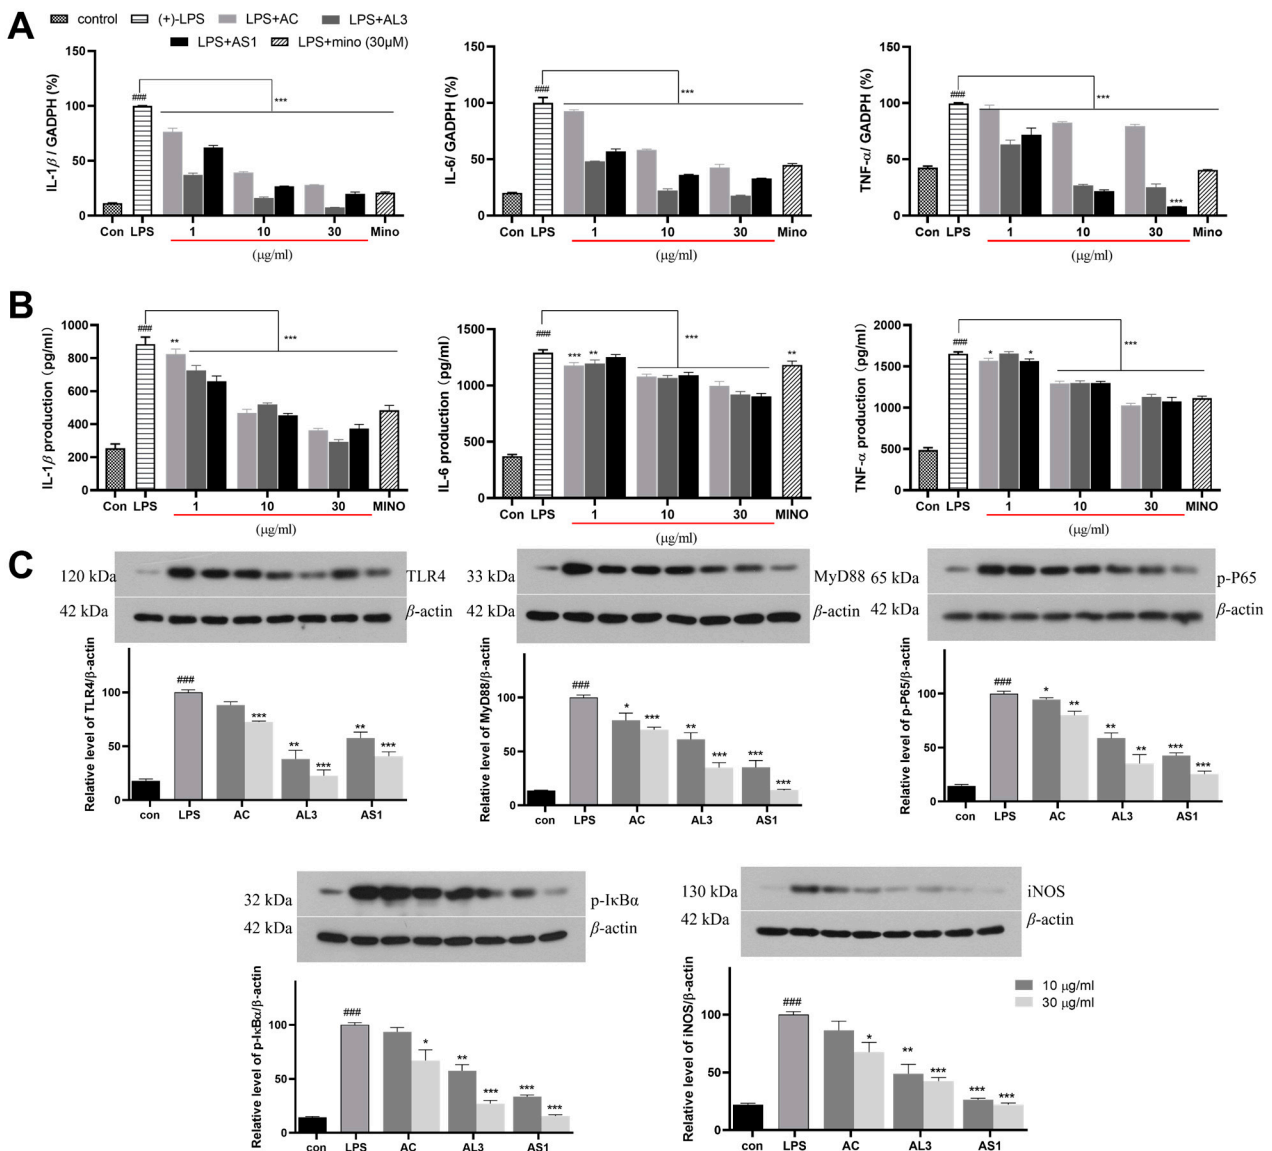 A
control (+)-LPS LPS+AC LPS+AL3
LPS+AS1 LPS+mino (30μM)
IL-1β / GADPH (%)
150
100
50
0
###
***
Con LPS 1 10 30 Mino
(μg/ml)
IL-6/ GADPH (%)
150
100
50
0
###
***
Con LPS 1 10 30 Mino
(μg/ml)
TNF-α/ GADPH (%)
150
100
50
0
###
***
***
Con LPS 1 10 30 Mino
(μg/ml)
B
IL-1β production (pg/ml)
1000
800
600
400
200
0
###
**
***
Con LPS 1 10 30 MINO
(μg/ml)
IL-6 production (pg/ml)
1500
1000
500
0
###
*** **
***
**
Con LPS 1 10 30 MINO
(μg/ml)
TNF-α production (pg/ml)
2000
1500
1000
500
0
###
* *
***
Con LPS 1 10 30 MINO
(μg/ml)
C
120 kDa TLR4
42 kDa β-actin
Relative level of TLR4/β-actin
100
50
0
###
***
** ***
** ***
con LPS AC AL3 AS1
33 kDa MyD88
42 kDa β-actin
Relative level of MyD88/β-actin
100
50
0
###
* ***
** ***
*** ***
con LPS AC AL3 AS1
65 kDa p-P65
42 kDa β-actin
Relative level of p-P65/β-actin
100
50
0
###
* **
** **
*** ***
con LPS AC AL3 AS1
32 kDa p-IκBα
42 kDa β-actin
Relative level of p-IκBα/β-actin
100
50
0
###
*
** ***
*** ***
con LPS AC AL3 AS1
130 kDa iNOS
42 kDa β-actin
Relative level of iNOS/β-actin
100
50
0
###
*
** ***
*** ***
con LPS AC AL3 AS1
10 μg/ml
30 μg/ml